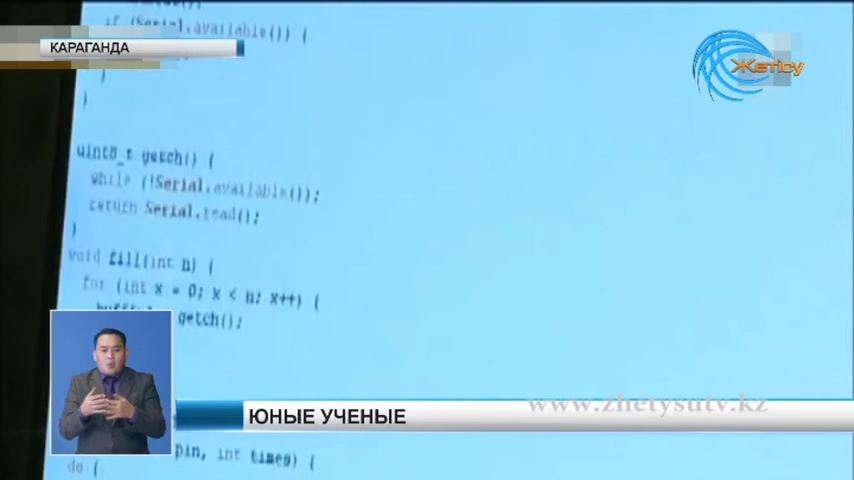 if (Serial.available()) {
КАРАГАНДА
Жетісу
}
}
uint8_t getch() {
while (!Serial.available());
return Serial.read();
}
void fill(int n) {
for (int x = 0; x < n; x++) {
getch();
ЮНЫЕ УЧЕНЫЕ
www.zhetysutv.kz
pin, int times) {
do {